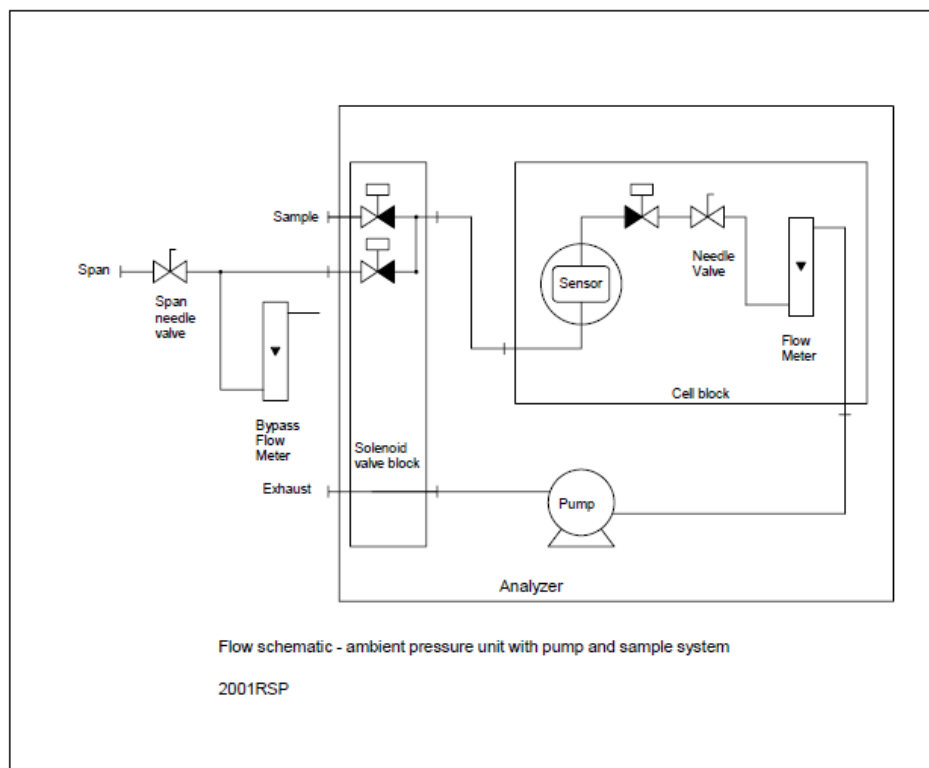 Sample
Span
Span
needle
valve
Bypass
Flow
Meter
Solenoid
valve block
Exhaust
Sensor
Needle
Valve
Flow
Meter
Cell block
Pump
Analyzer
Flow schematic - ambient pressure unit with pump and sample system
2001RSP